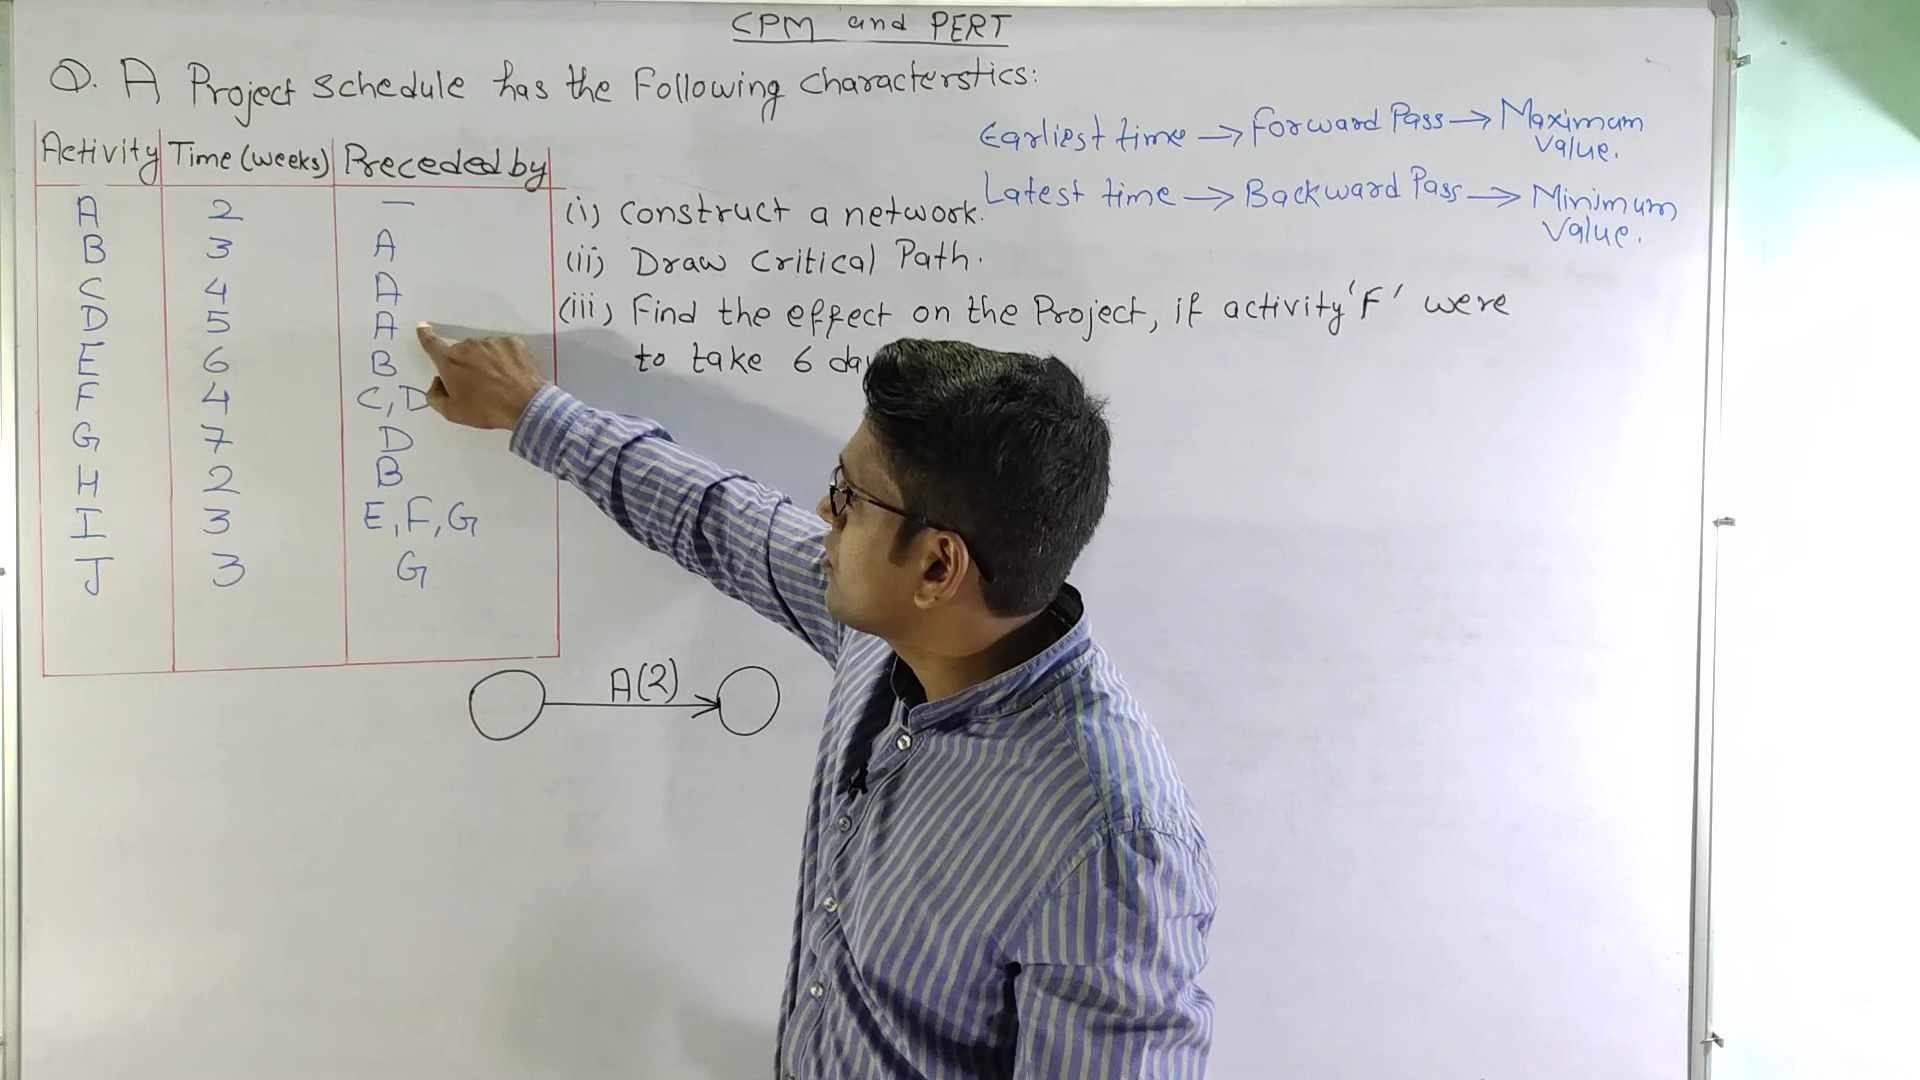 CPM and PERT
Q. A Project schedule has the Following characterstics:
Activity Time (weeks) Preceded by
A 2 —
B 3 A
C 4 A
D 5 A
E 6 B
F 4 C, D
G 7 D
H 2 B
I 3 E, F, G
J 3 G
Earliest time → Forward Pass → Maximum
Value.
Latest time → Backward Pass → Minimum
Value.
(i) Construct a network.
(ii) Draw Critical Path.
(iii) Find the effect on the Project, if activity 'F' were
to take 6
A(2)